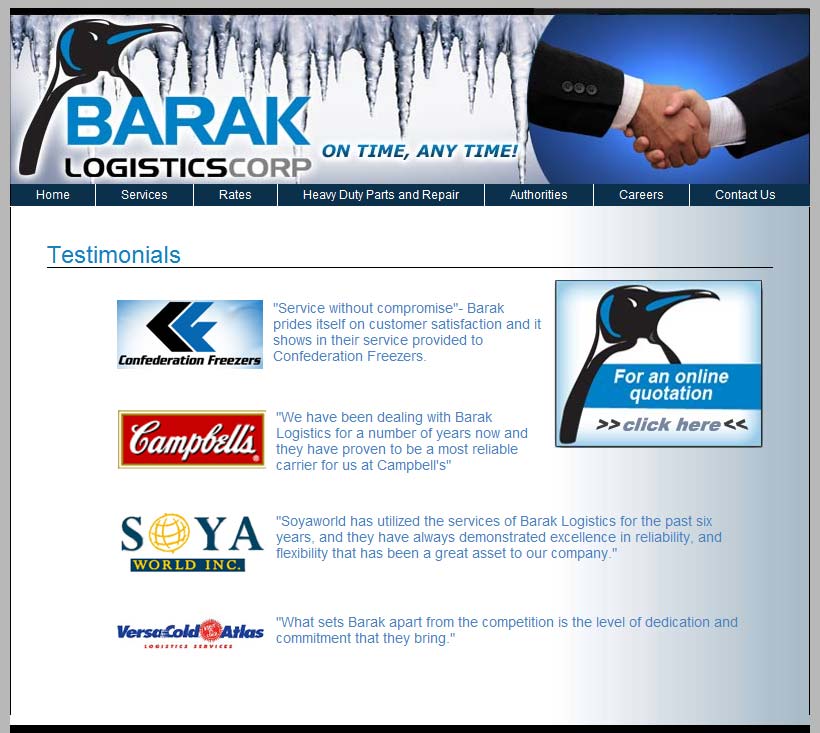 BARAK
LOGISTICSCORP
ON TIME, ANY TIME!
Home Services Rates Heavy Duty Parts and Repair Authorities Careers Contact Us
Testimonials
Confederation Freezers
"Service without compromise"- Barak
prides itself on customer satisfaction and it
shows in their service provided to
Confederation Freezers.
For an online
quotation
>>click here<<
Campbell's®
"We have been dealing with Barak
Logistics for a number of years now and
they have proven to be a most reliable
carrier for us at Campbell's"
SOYA
WORLD INC.
"Soyaworld has utilized the services of Barak Logistics for the past six
years, and they have always demonstrated excellence in reliability, and
flexibility that has been a great asset to our company."
VersaCold Atlas
LOGISTICS SERVICES
"What sets Barak apart from the competition is the level of dedication and
commitment that they bring."